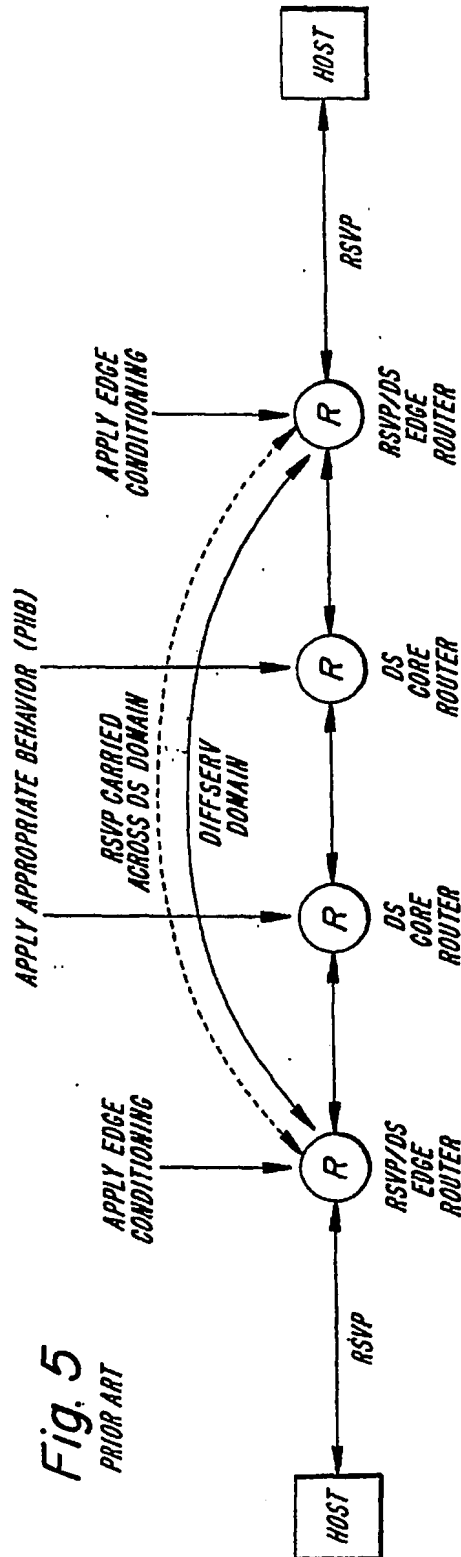 Fig. 5
PRIOR ART
APPLY APPROPRIATE BEHAVIOR (PHB)
APPLY EDGE
CONDITIONING
RSVP CARRIED
ACROSS DS DOMAIN
DIFFSERV
DOMAIN
APPLY EDGE
CONDITIONING
HOST
RSVP
R
RSVP/DS
EDGE
ROUTER
R
DS
CORE
ROUTER
R
DS
CORE
ROUTER
R
RSVP/DS
EDGE
ROUTER
RSVP
HOST